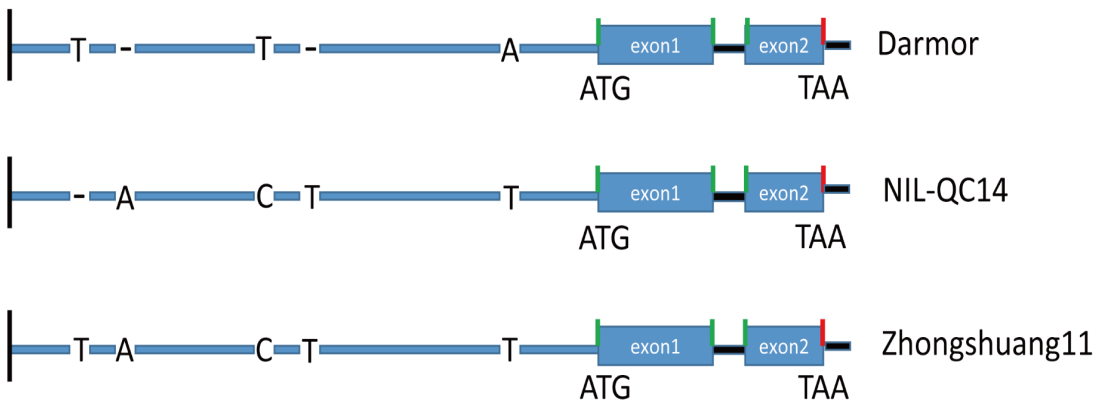 T - T - A exon1 exon2 Darmor
ATG TAA
- A C T T exon1 exon2 NIL-QC14
ATG TAA
T A C T T exon1 exon2 Zhongshuang11
ATG TAA